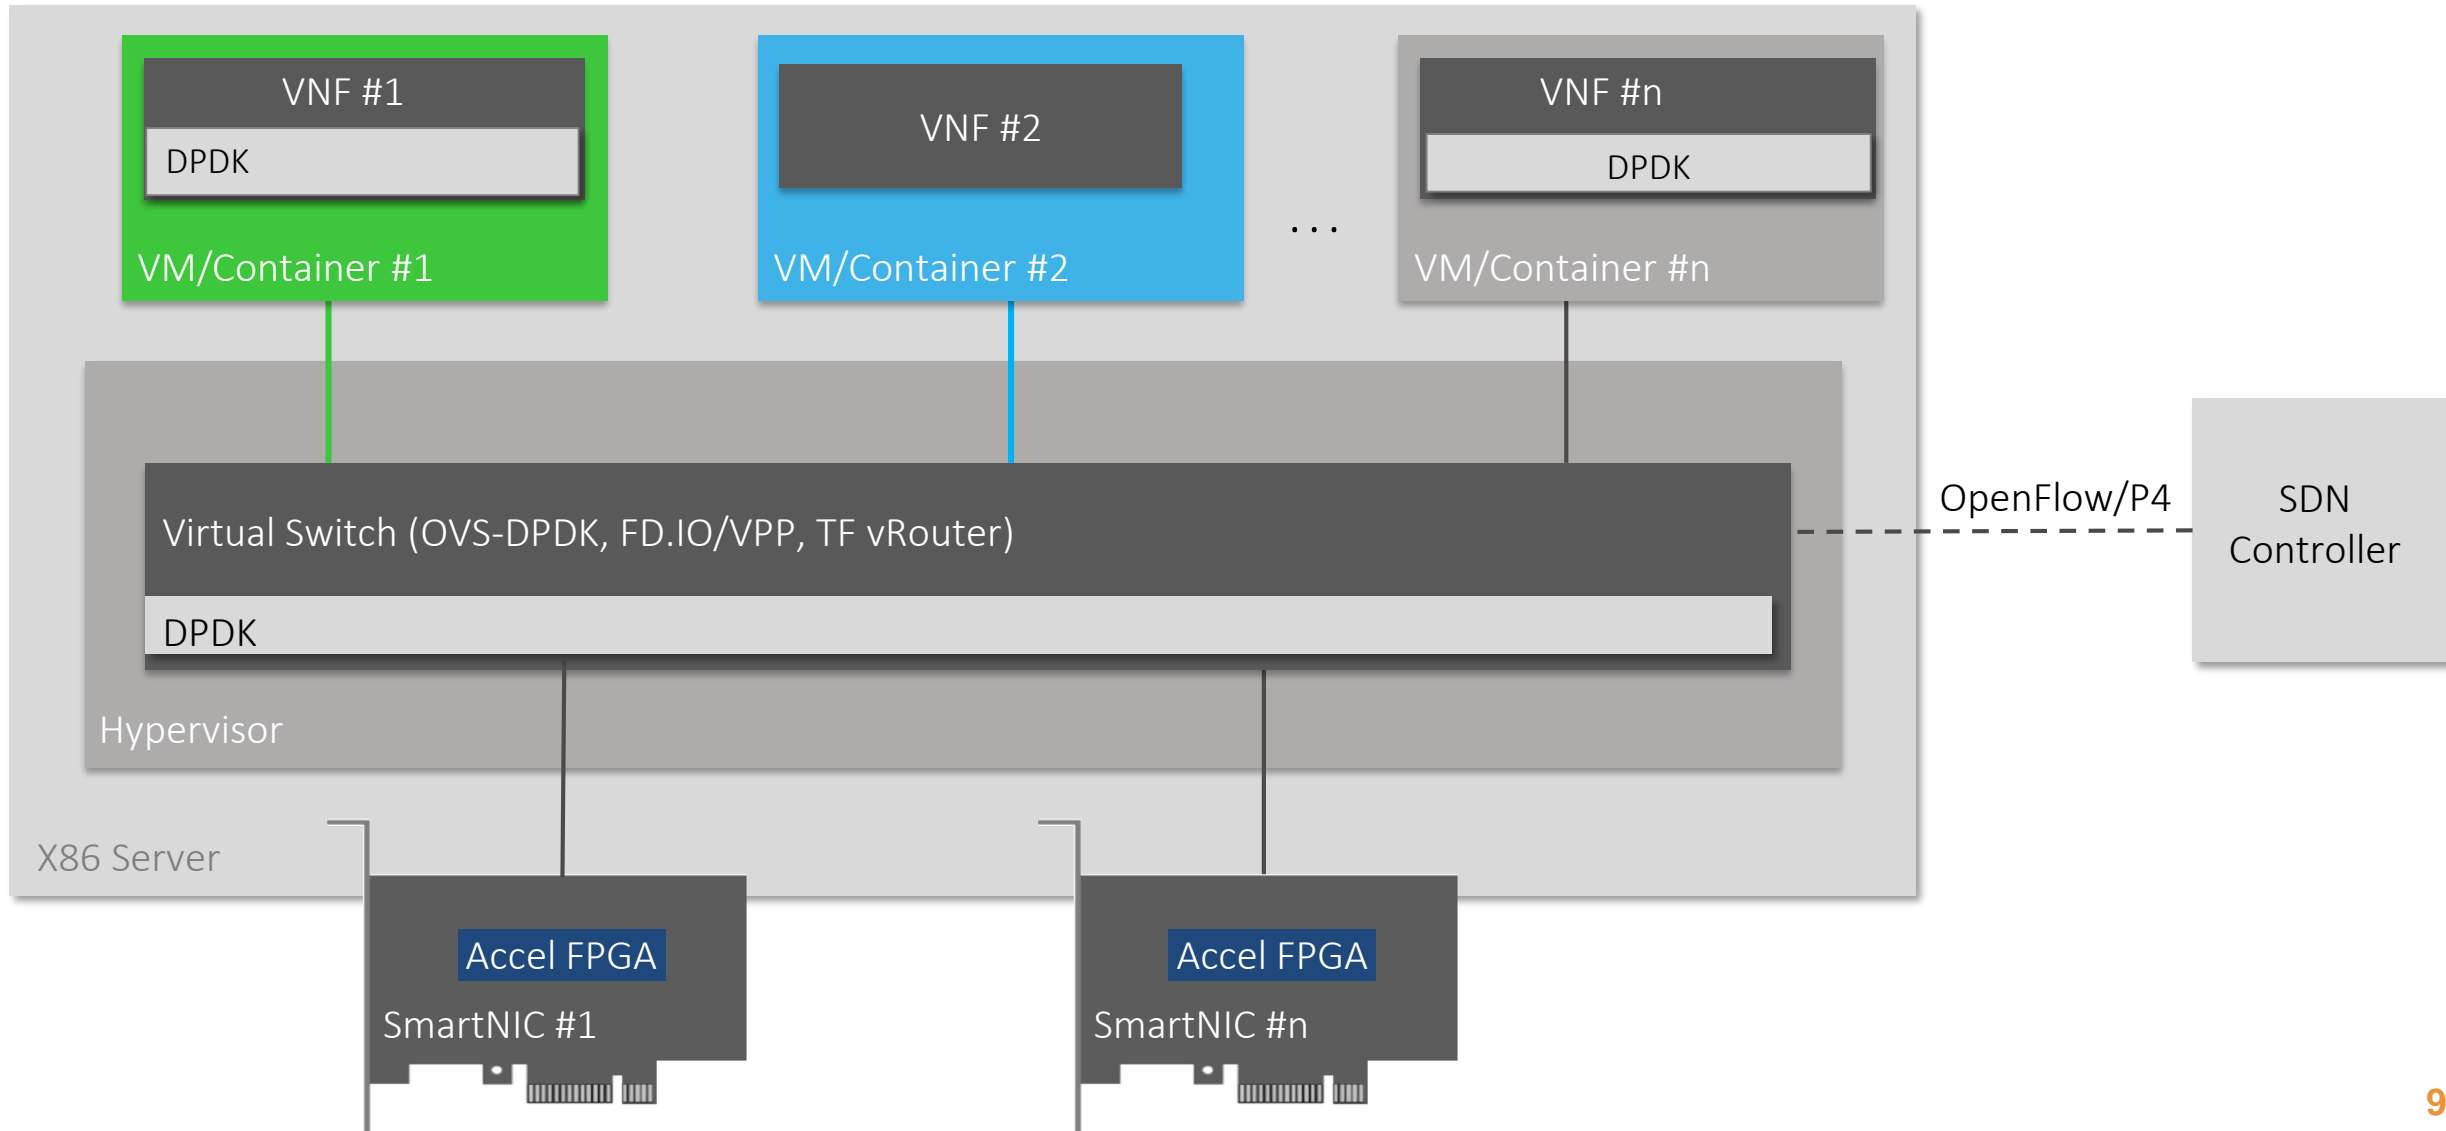 VNF #1
DPDK
VM/Container #1
VNF #2
VM/Container #2
...
VNF #n
DPDK
VM/Container #n
Virtual Switch (OVS-DPDK, FD.IO/VPP, TF vRouter)
DPDK
Hypervisor
X86 Server
OpenFlow/P4
SDN
Controller
Accel FPGA
SmartNIC #1
Accel FPGA
SmartNIC #n
9